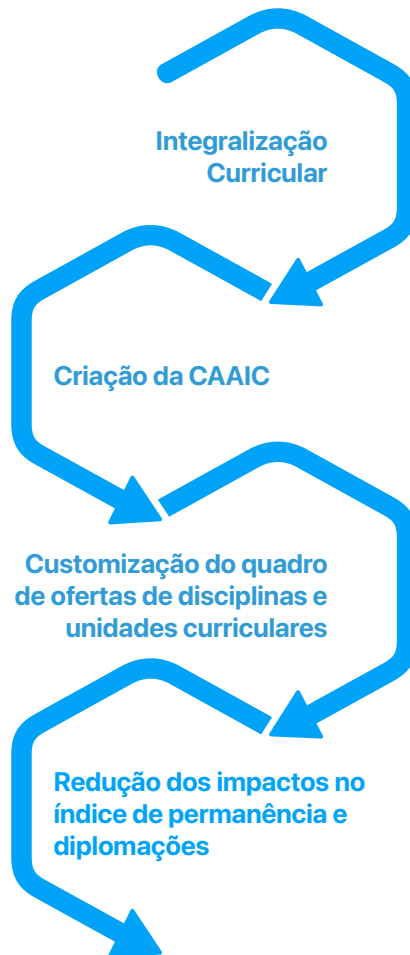 Integralização
Curricular
Criação da CAAIC
Customização do quadro
de ofertas de disciplinas e
unidades curriculares
Redução dos impactos no
índice de permanência e
diplomações